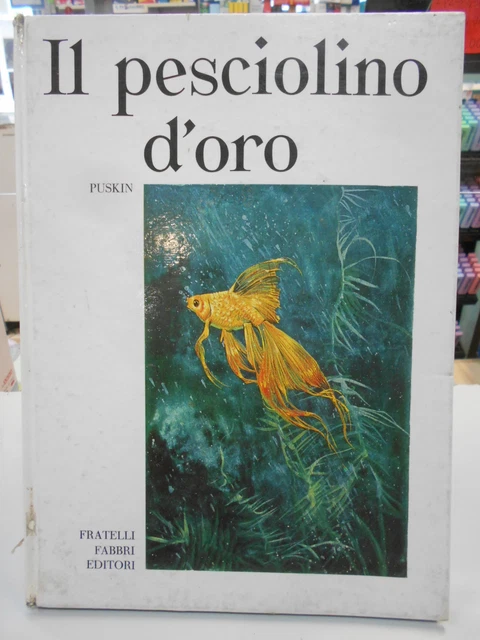 Il pesciolino
d'oro
PUSKIN
FRATELLI
FABBRI
EDITORI